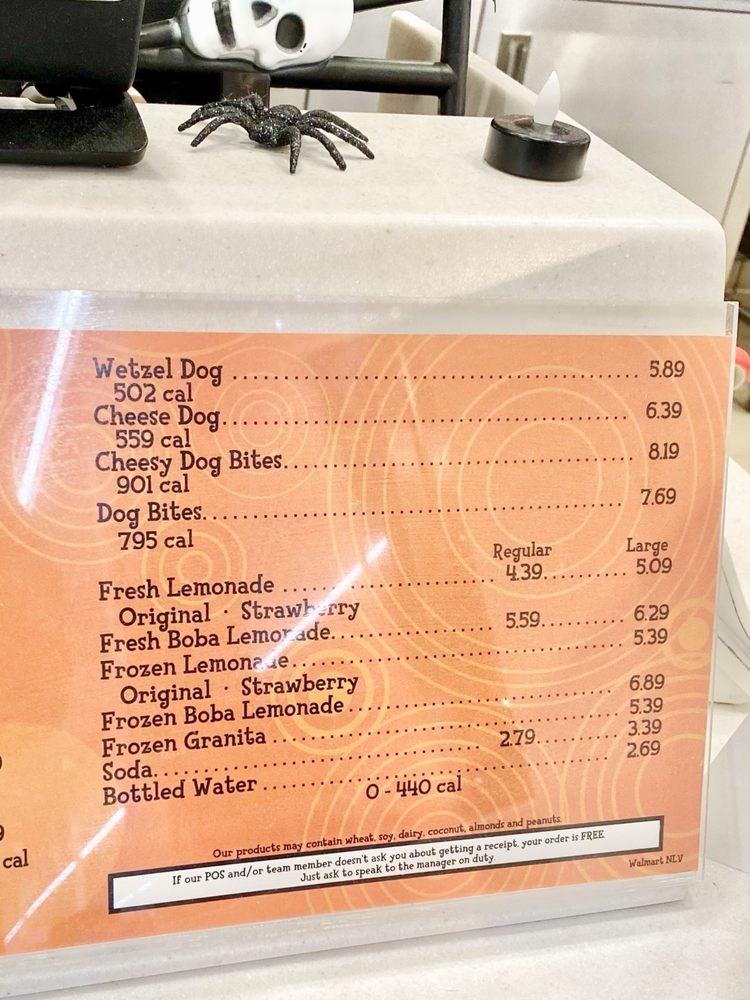 Wetzel Dog ........ 5.89
502 cal
Cheese Dog........ 6.39
559 cal
Cheesy Dog Bites........ 8.19
901 cal
Dog Bites........ 7.69
795 cal
Regular Large
Fresh Lemonade ........ 4.39........ 5.09
Original · Strawberry
Fresh Boba Lemonade........ 5.59........ 6.29
Frozen Lemonade........ 5.39
Original · Strawberry
Frozen Boba Lemonade........ 6.89
Frozen Granita ........ 5.39
Soda........ 2.79........ 3.39
Bottled Water ........ 2.69
0 - 440 cal
9
9
cal
Our products may contain wheat, soy, dairy, coconut, almonds and peanuts.
If our POS and/or team member doesn't ask you about getting a receipt, your order is FREE.
Just ask to speak to the manager on duty.
Walmart NLV